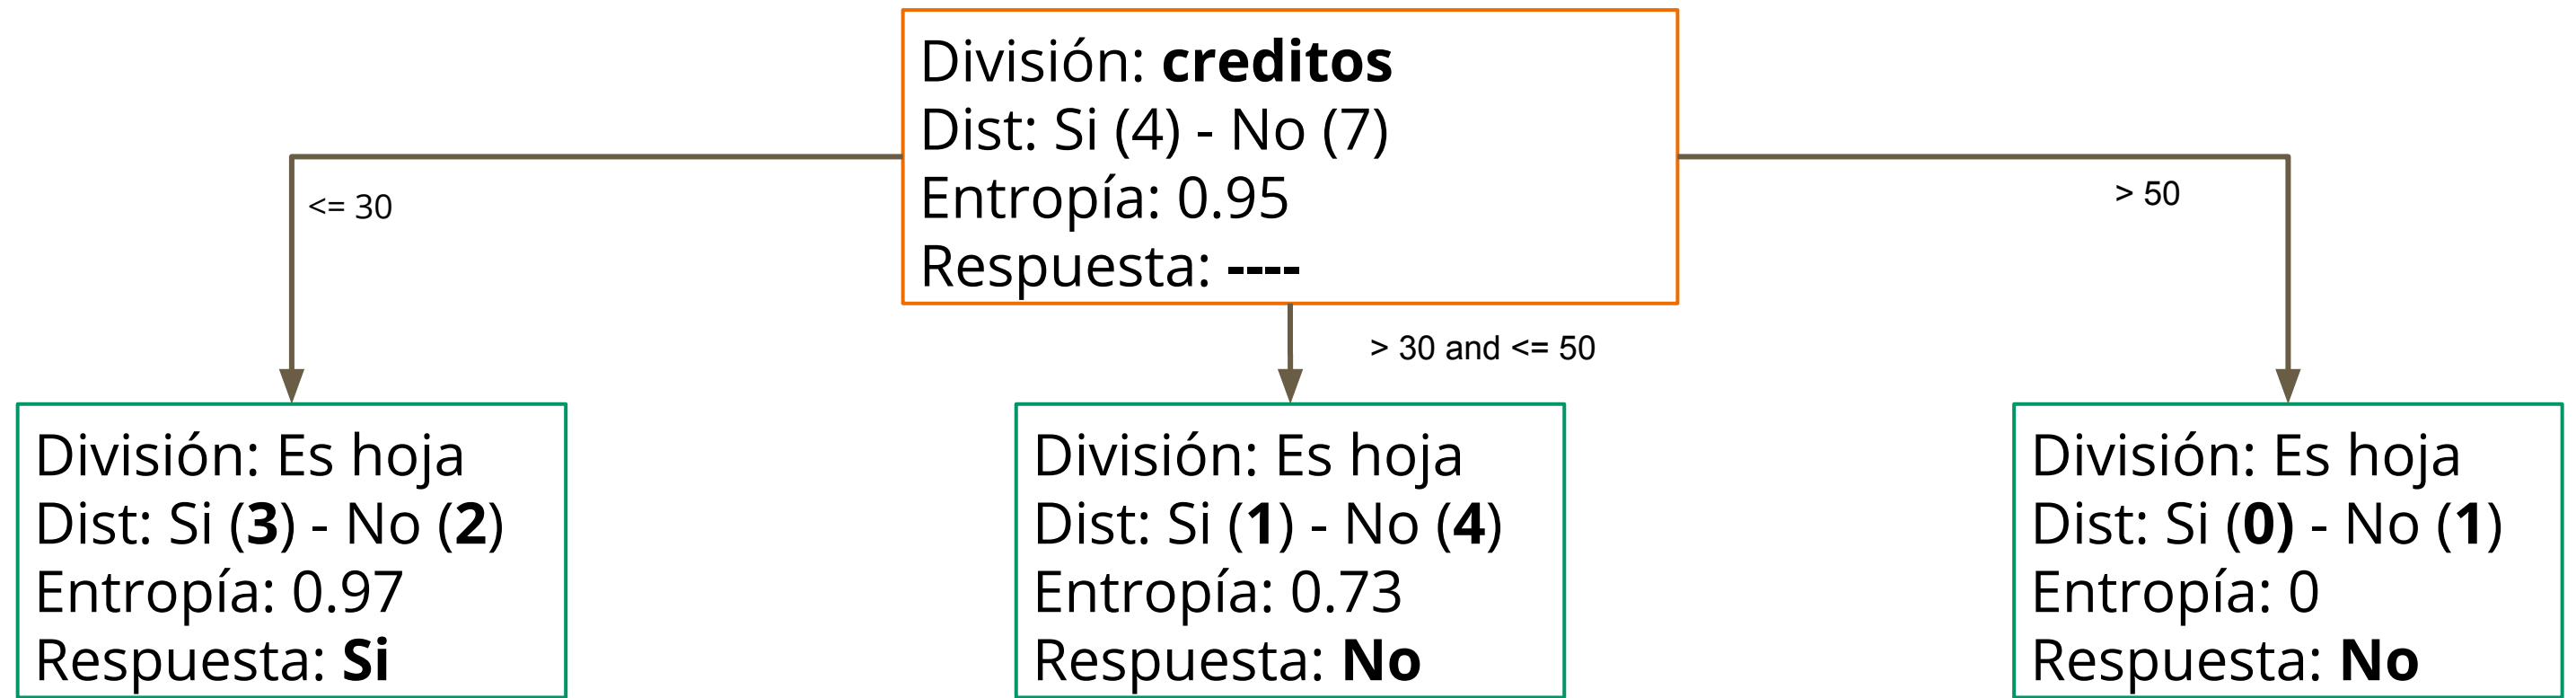 División: creditos
Dist: Si (4) - No (7)
Entropía: 0.95
Respuesta: ----
<= 30
> 50
> 30 and <= 50
División: Es hoja
Dist: Si (3) - No (2)
Entropía: 0.97
Respuesta: Si
División: Es hoja
Dist: Si (1) - No (4)
Entropía: 0.73
Respuesta: No
División: Es hoja
Dist: Si (0) - No (1)
Entropía: 0
Respuesta: No